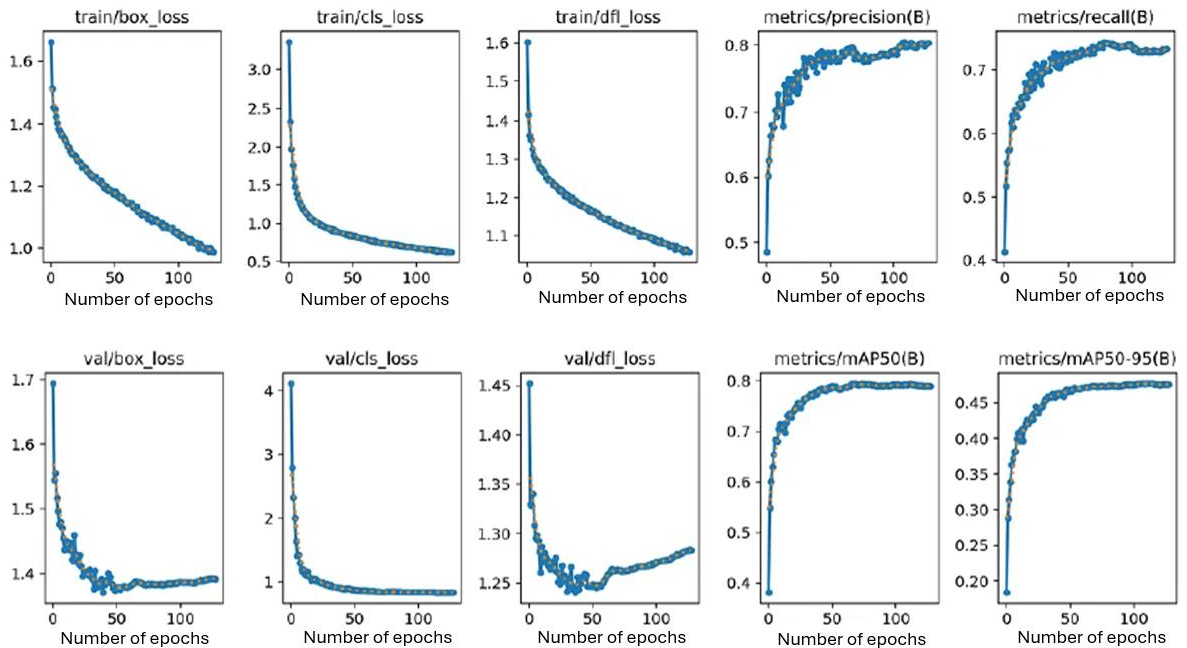 train/box_loss
1.6
1.4
1.2
1.0
0 50 100
Number of epochs
train/cls_loss
3.0
2.5
2.0
1.5
1.0
0.5
0 50 100
Number of epochs
train/dfl_loss
1.6
1.5
1.4
1.3
1.2
1.1
0 50 100
Number of epochs
metrics/precision(B)
0.8
0.7
0.6
0.5
0 50 100
Number of epochs
metrics/recall(B)
0.7
0.6
0.5
0.4
0 50 100
Number of epochs
val/box_loss
1.7
1.6
1.5
1.4
0 50 100
Number of epochs
val/cls_loss
4
3
2
1
0 50 100
Number of epochs
val/dfl_loss
1.45
1.40
1.35
1.30
1.25
0 50 100
Number of epochs
metrics/mAP50(B)
0.8
0.7
0.6
0.5
0.4
0 50 100
Number of epochs
metrics/mAP50-95(B)
0.45
0.40
0.35
0.30
0.25
0.20
0 50 100
Number of epochs